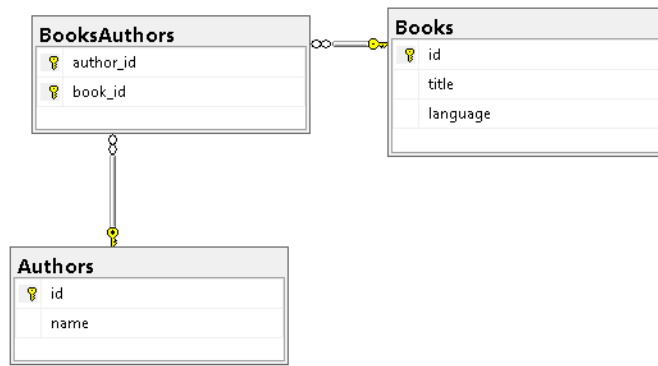 BooksAuthors
author_id
book_id
Books
id
title
language
Authors
id
name